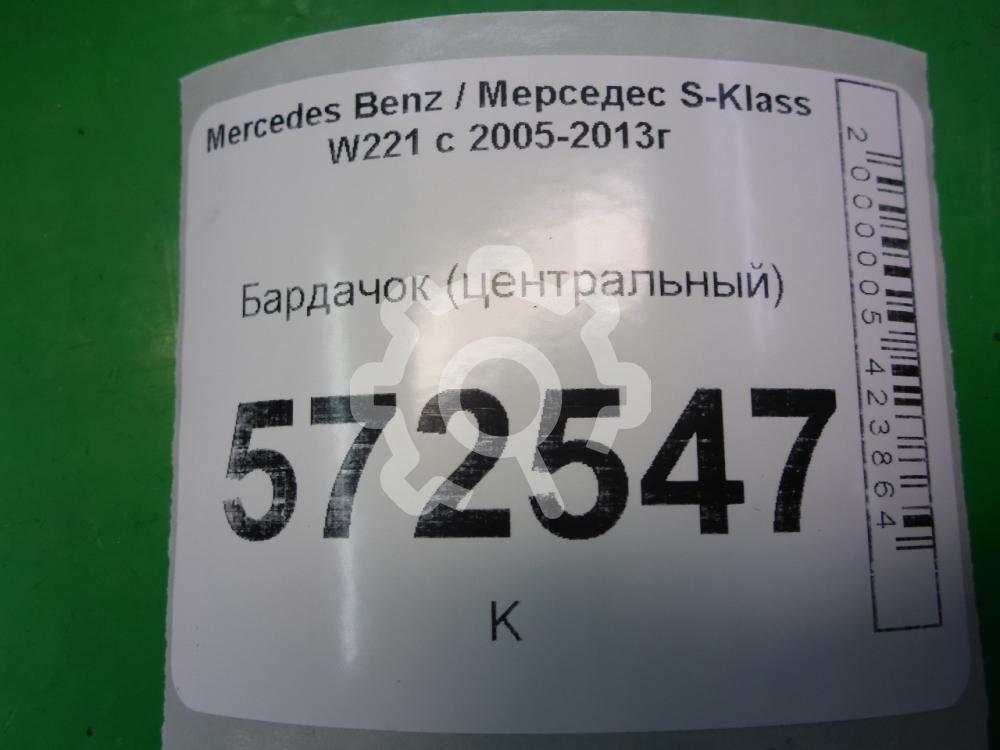 Mercedes Benz / Мерседес S-Klass
W221 с 2005-2013г
Бардачок (центральный)
572547
К
2000005423864